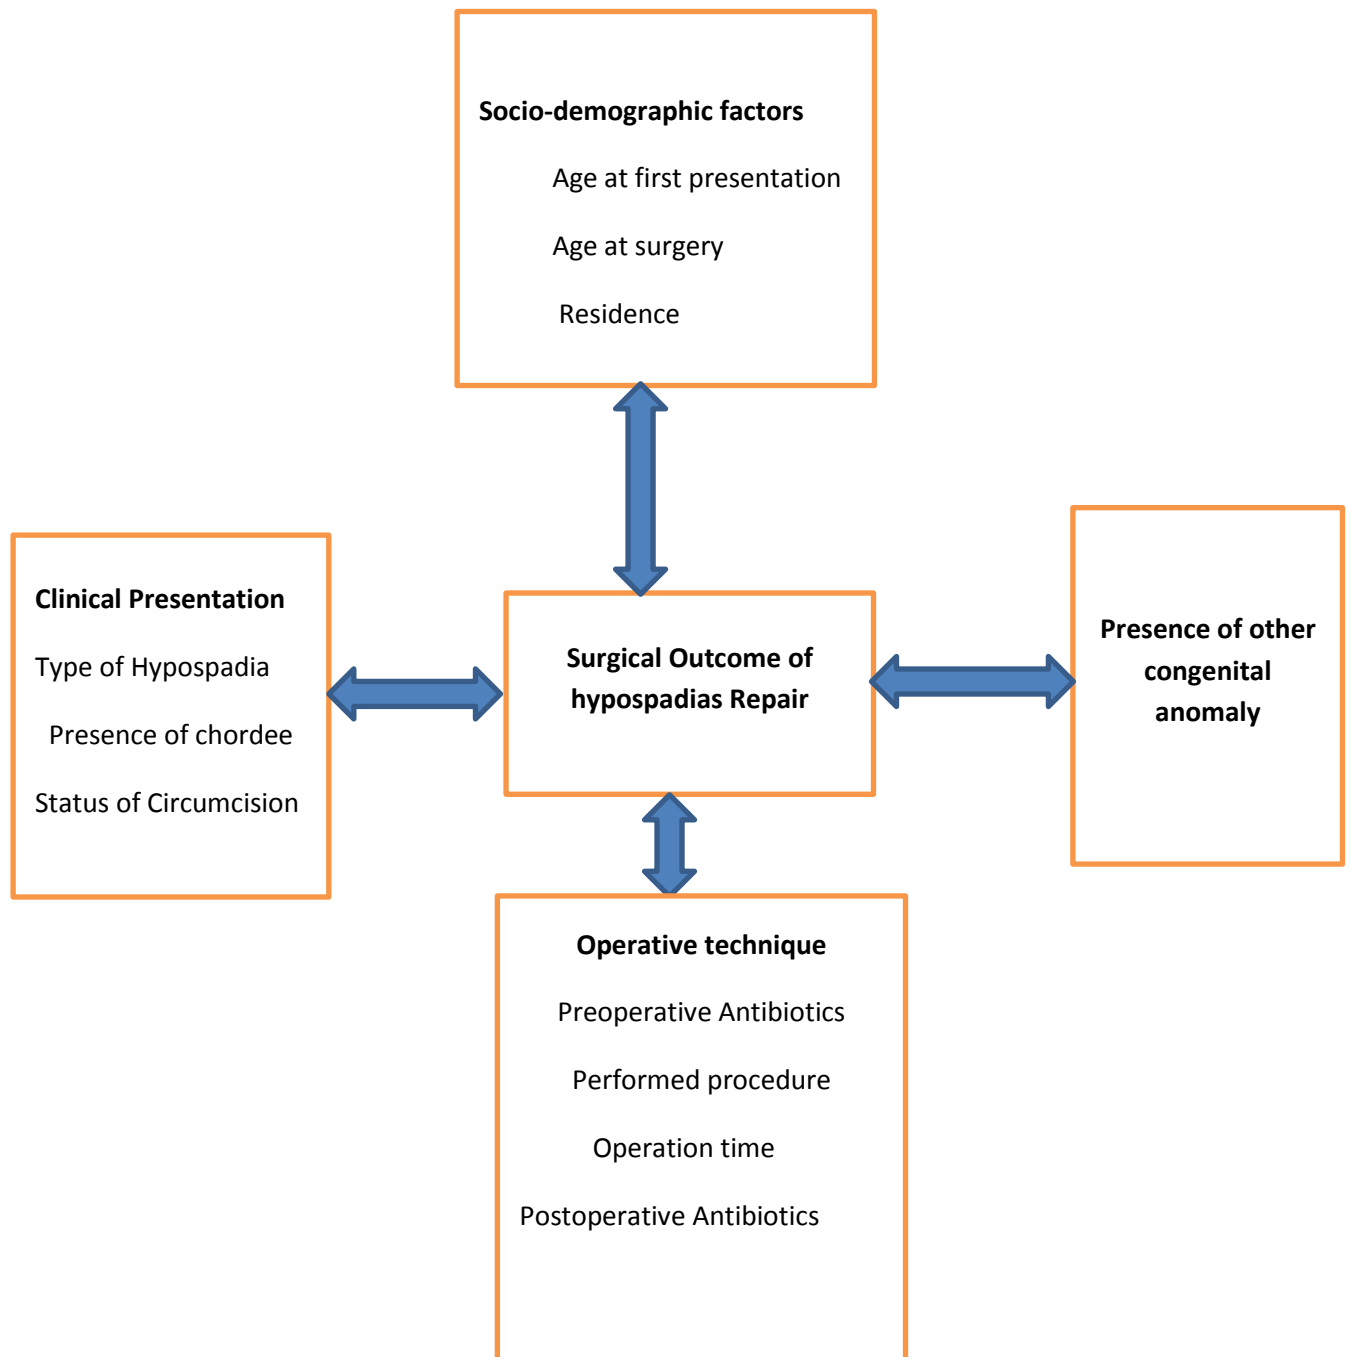 Socio-demographic factors
Age at first presentation
Age at surgery
Residence
Clinical Presentation
Type of Hypospadia
Presence of chordee
Status of Circumcision
Surgical Outcome of
hypospadias Repair
Presence of other
congenital
anomaly
Operative technique
Preoperative Antibiotics
Performed procedure
Operation time
Postoperative Antibiotics